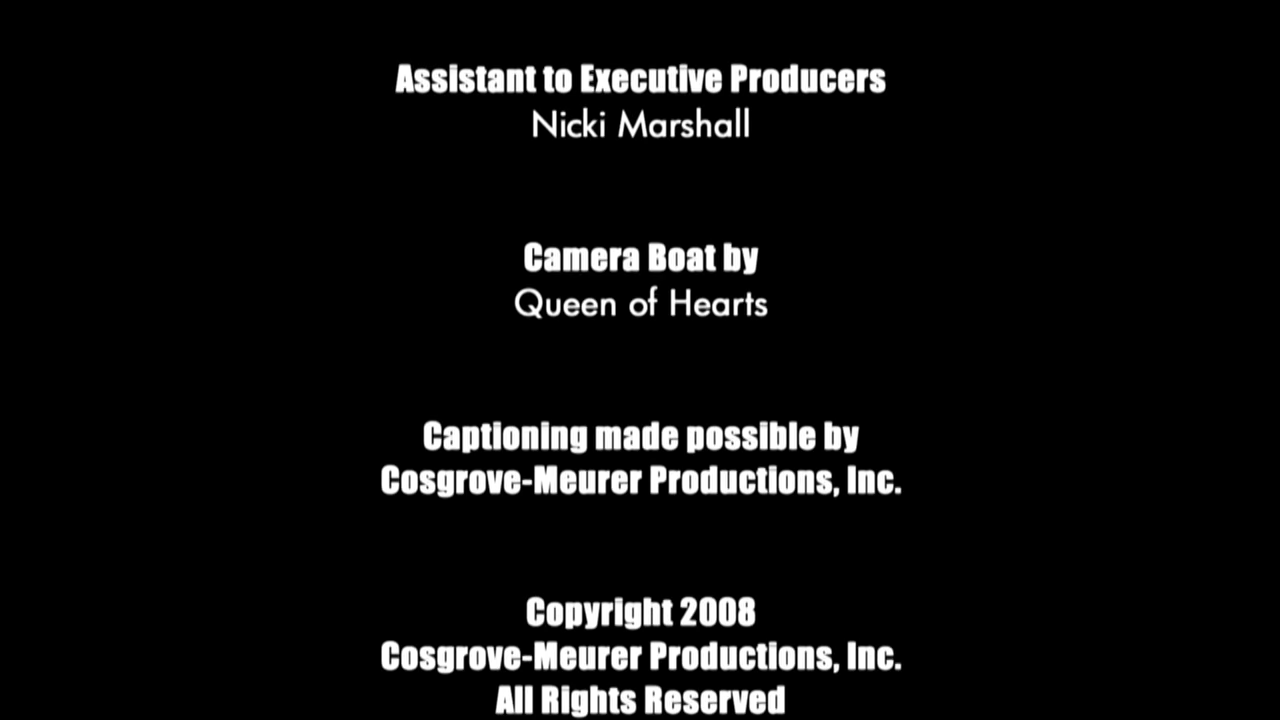 Assistant to Executive Producers
Nicki Marshall
Camera Boat by
Queen of Hearts
Captioning made possible by
Cosgrove-Meurer Productions, Inc.
Copyright 2008
Cosgrove-Meurer Productions, Inc.
All Rights Reserved